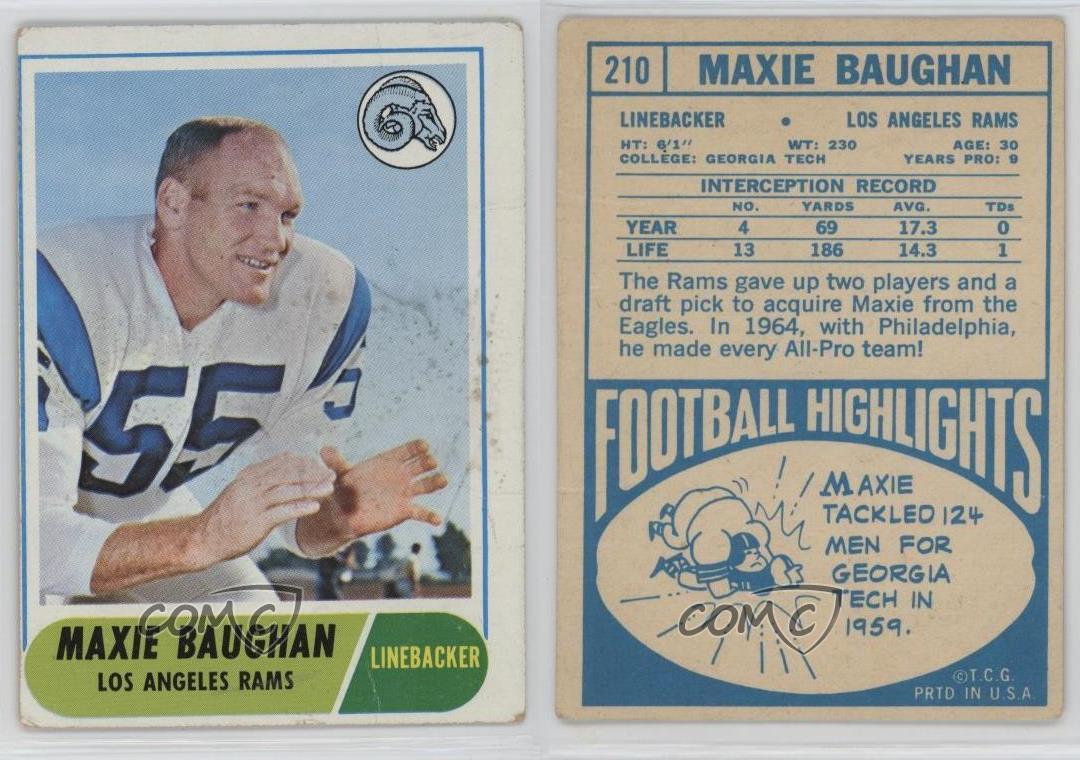 55
5
MAXIE BAUGHAN
LOS ANGELES RAMS
LINEBACKER
COMC
210 MAXIE BAUGHAN
LINEBACKER • LOS ANGELES RAMS
HT: 6'1" WT: 230 AGE: 30
COLLEGE: GEORGIA TECH YEARS PRO: 9
INTERCEPTION RECORD
NO. YARDS AVG. TDs
YEAR 4 69 17.3 0
LIFE 13 186 14.3 1
The Rams gave up two players and a
draft pick to acquire Maxie from the
Eagles. In 1964, with Philadelphia,
he made every All-Pro team!
FOOTBALL HIGHLIGHTS
MAXIE
TACKLED 124
MEN FOR
GEORGIA
TECH IN
1959.
COMC
©T.C.G.
PRTD IN U.S.A.